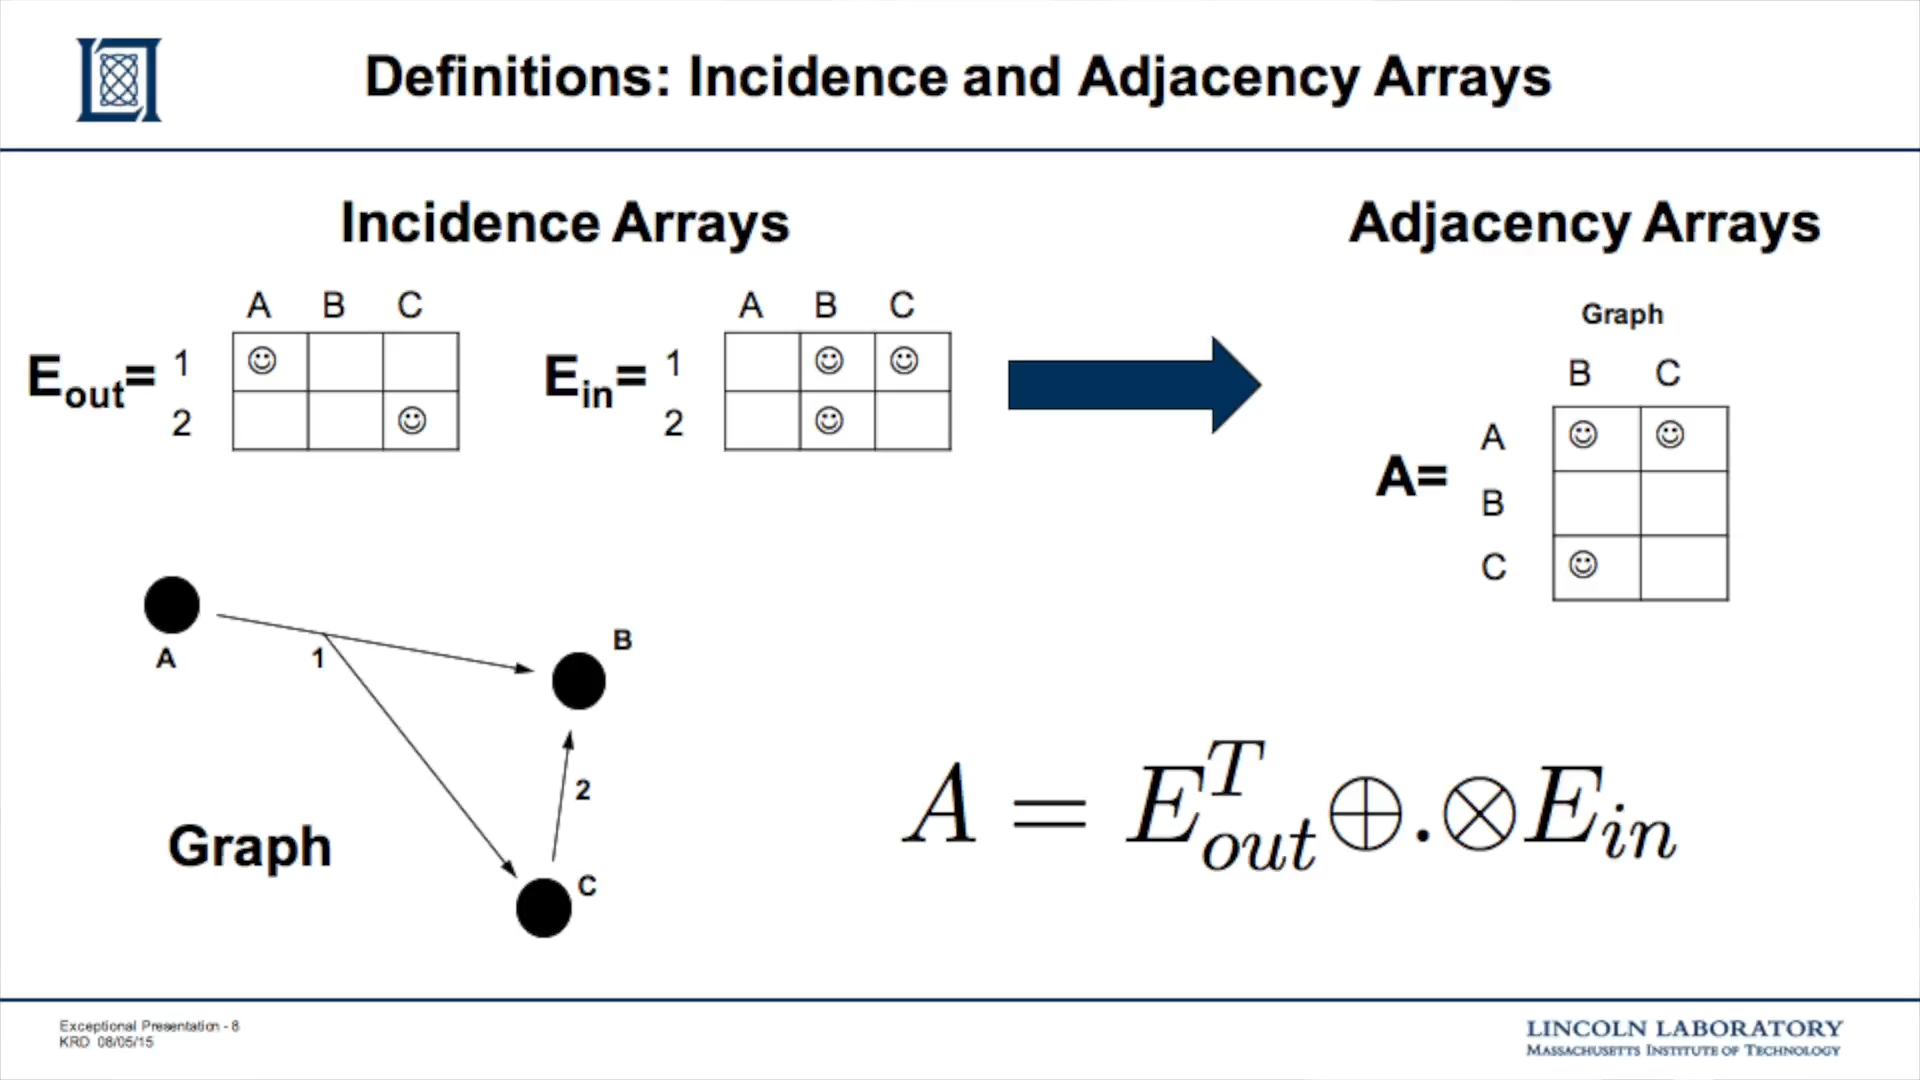 Definitions: Incidence and Adjacency Arrays
Incidence Arrays
Adjacency Arrays
A B C
Eout= 1
2
A B C
Ein= 1
2
Graph
B C
A= A
B
C
A
1
B
2
C
Graph
A = E^T_out ⊕.⊗ E_in
Exceptional Presentation - 8
KRD 08/05/15
LINCOLN LABORATORY
MASSACHUSETTS INSTITUTE OF TECHNOLOGY